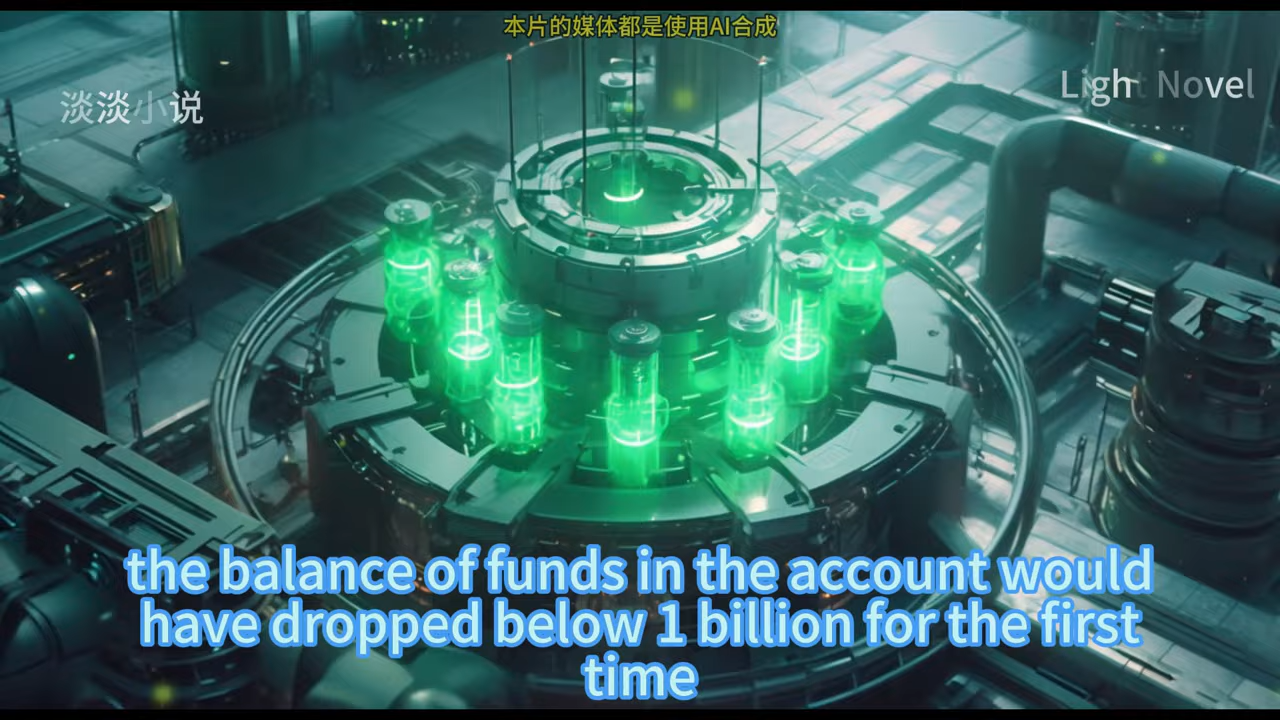 本片的媒体都是使用AI合成
淡淡小说
Light Novel
the balance of funds in the account would
have dropped below 1 billion for the first
time